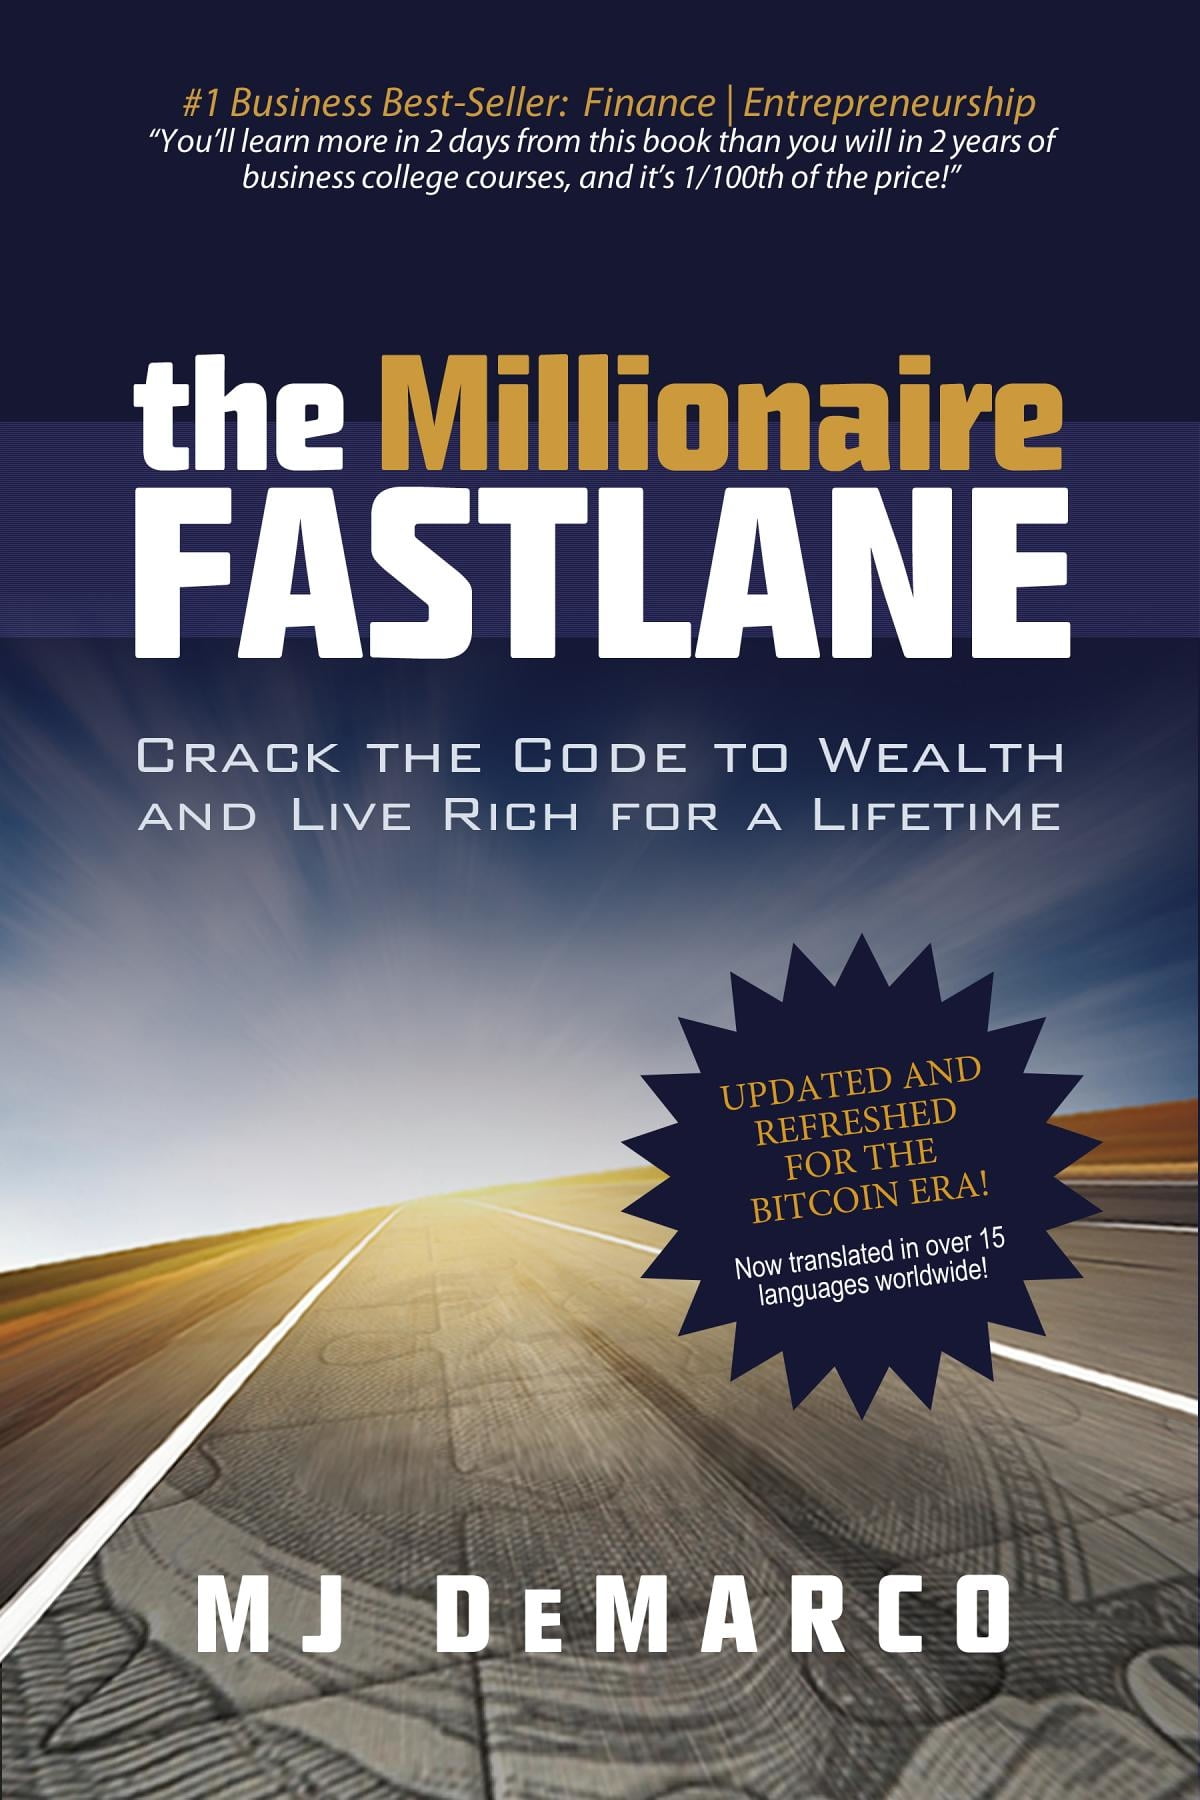 #1 Business Best-Seller: Finance | Entrepreneurship
“You’ll learn more in 2 days from this book than you will in 2 years of
business college courses, and it’s 1/100th of the price!”
the Millionaire
FASTLANE
Crack the Code to Wealth
and Live Rich for a Lifetime
UPDATED AND
REFRESHED
FOR THE
BITCOIN ERA!
Now translated in over 15
languages worldwide!
MJ DeMARCO